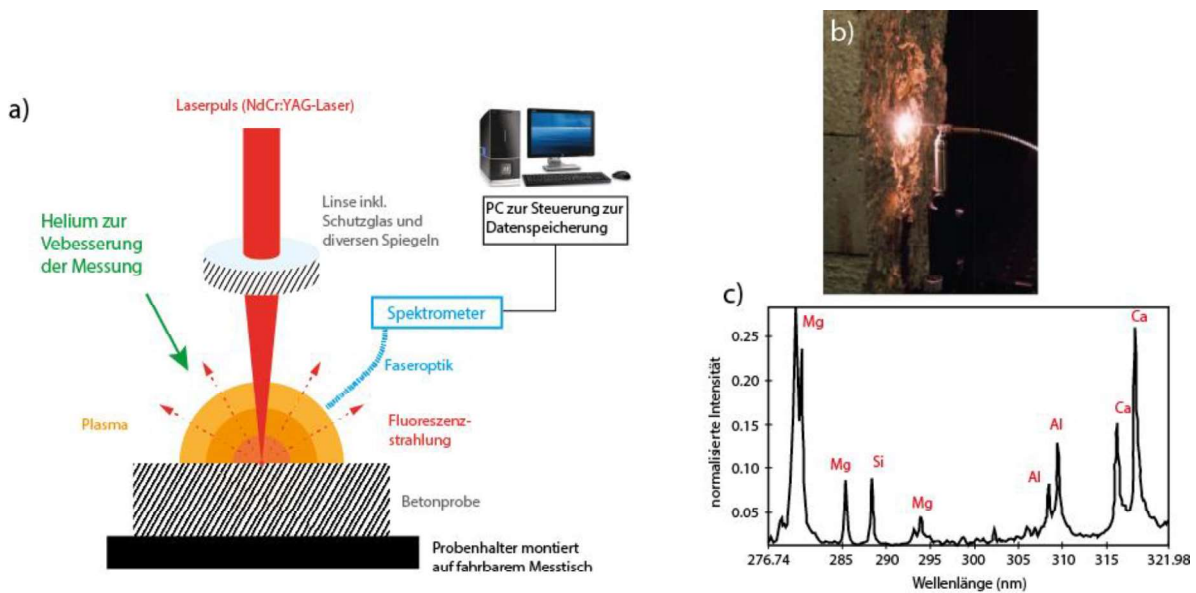 a)
Laserpuls (NdCr:YAG-Laser)
Linse inkl.
Schutzglas und
diversen Spiegeln
Helium zur
Vebesserung
der Messung
PC zur Steuerung zur
Datenspeicherung
Spektrometer
Faseroptik
Plasma
Fluoreszenz-
strahlung
Betonprobe
Probenhalter montiert
auf fahrbarem Messtisch
b)
c)
normalisierte Intensität
0.25
0.20
0.15
0.10
0.05
Mg
Mg
Si
Mg
Al
Al
Ca
Ca
276.74
285
290
295
305
310
315
321.98
Wellenlänge (nm)